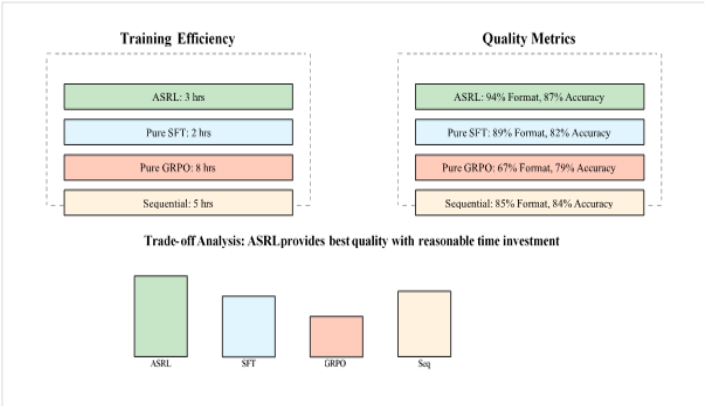 Training Efficiency
Quality Metrics
ASRL: 3 hrs
Pure SFT: 2 hrs
Pure GRPO: 8 hrs
Sequential: 5 hrs
ASRL: 94% Format, 87% Accuracy
Pure SFT: 89% Format, 82% Accuracy
Pure GRPO: 67% Format, 79% Accuracy
Sequential: 85% Format, 84% Accuracy
Trade-off Analysis: ASRL provides best quality with reasonable time investment
ASRL
SFT
GRPO
Seq